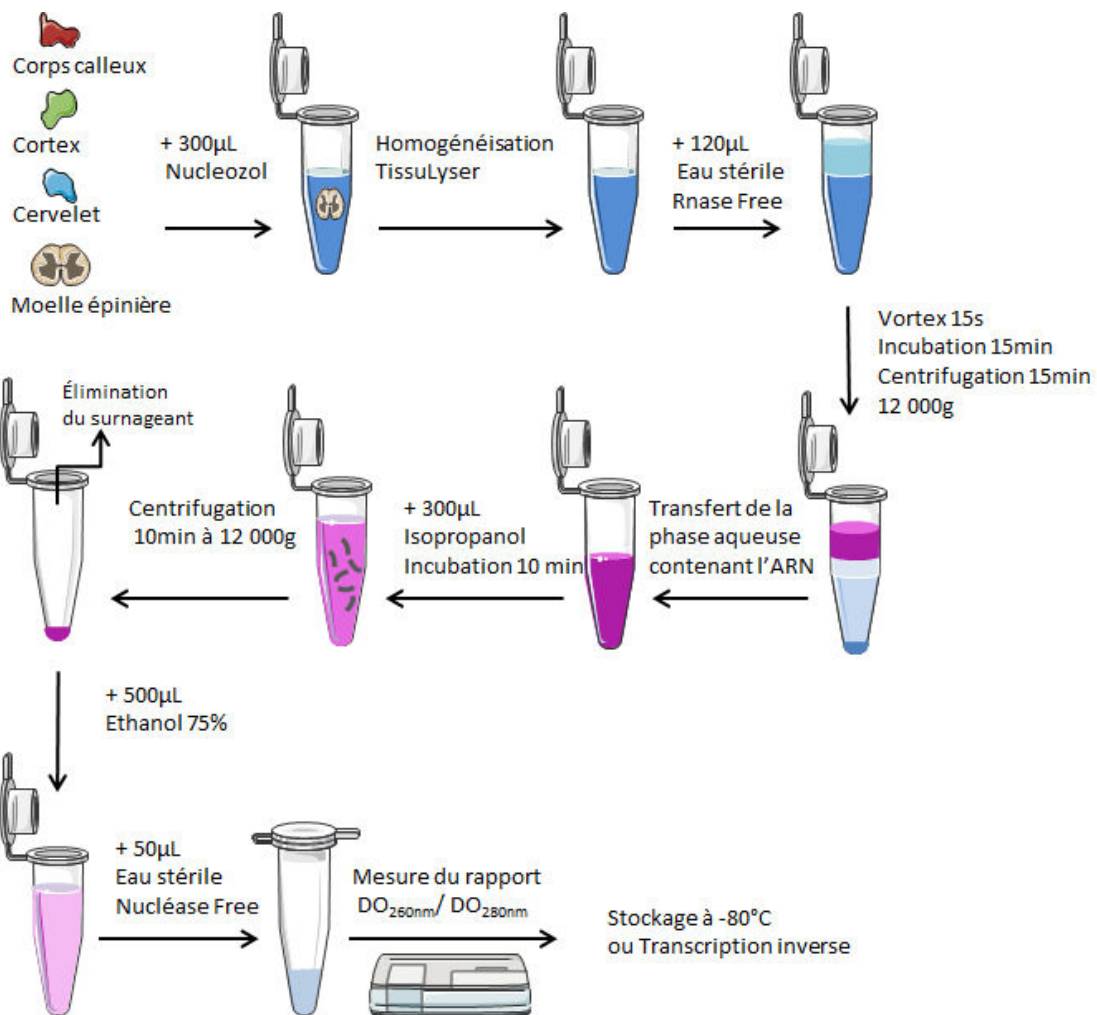 Corps calleux
Cortex
Cervelet
Moelle épinière
+ 300µL
Nucleozol
Homogénéisation
TissuLyser
+ 120µL
Eau stérile
Rnase Free
Vortex 15s
Incubation 15min
Centrifugation 15min
12 000g
Transfert de la
phase aqueuse
contenant l'ARN
+ 300µL
Isopropanol
Incubation 10 min
Centrifugation
10min à 12 000g
Élimination
du surnageant
+ 500µL
Ethanol 75%
+ 50µL
Eau stérile
Nucléase Free
Mesure du rapport
DO260nm/ DO280nm
Stockage à -80°C
ou Transcription inverse